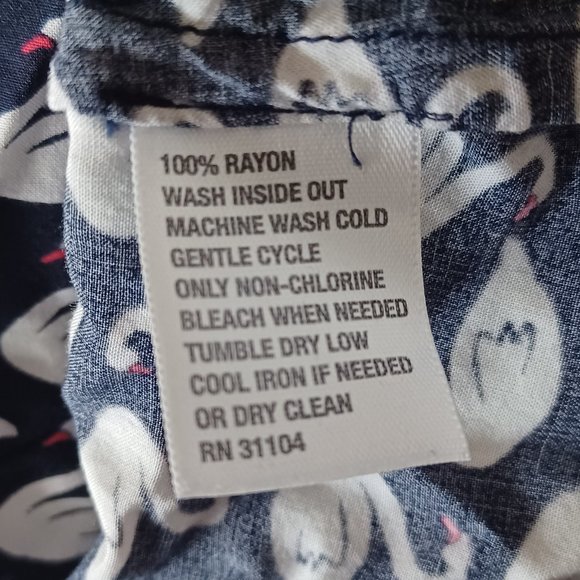 100% RAYON
WASH INSIDE OUT
MACHINE WASH COLD
GENTLE CYCLE
ONLY NON-CHLORINE
BLEACH WHEN NEEDED
TUMBLE DRY LOW
COOL IRON IF NEEDED
OR DRY CLEAN
RN 31104